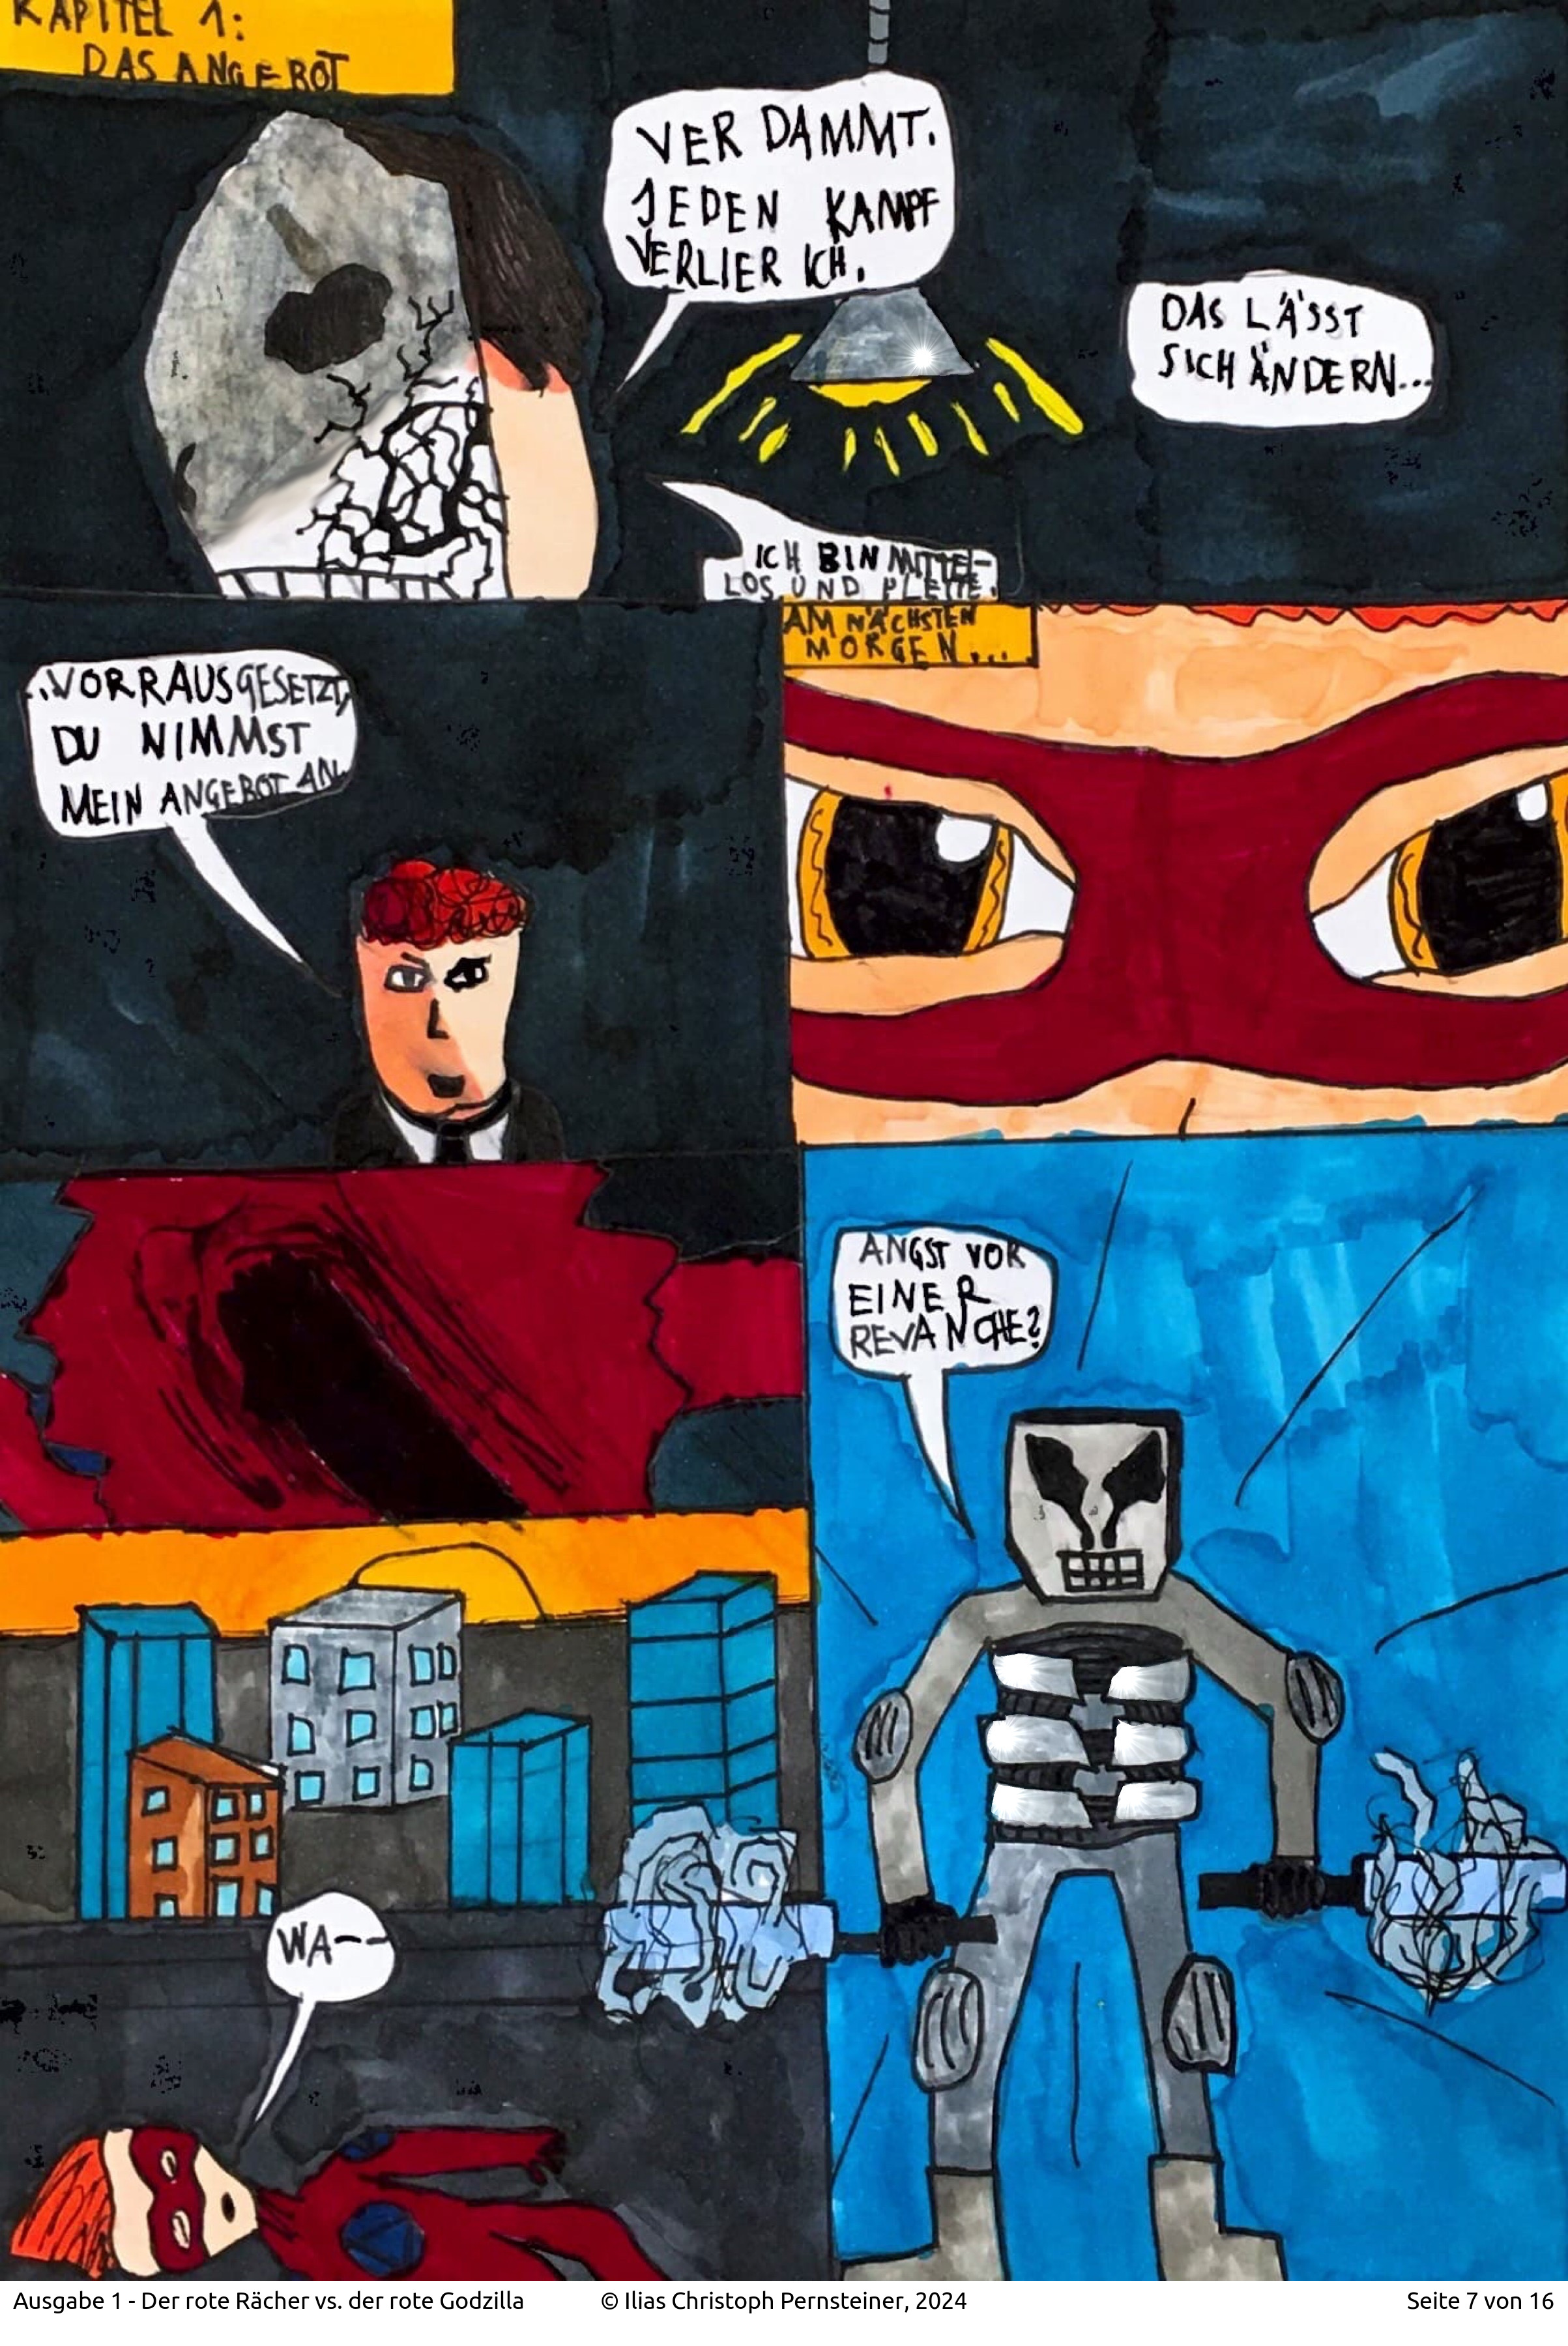 KAPITEL 1:
DAS ANGEBOT
VERDAMMT.
JEDEN KAMPF
VERLIER ICH.
DAS LÄSST
SICH ÄNDERN...
ICH BIN MITTEL-
LOS UND PLEITE.
...VORRAUSGESETZT,
DU NIMMST
MEIN ANGEBOT AN.
AM NÄCHSTEN
MORGEN...
ANGST VOR
EINER
REVANCHE?
WA--
Ausgabe 1 - Der rote Rächer vs. der rote Godzilla
© Ilias Christoph Pernsteiner, 2024
Seite 7 von 16